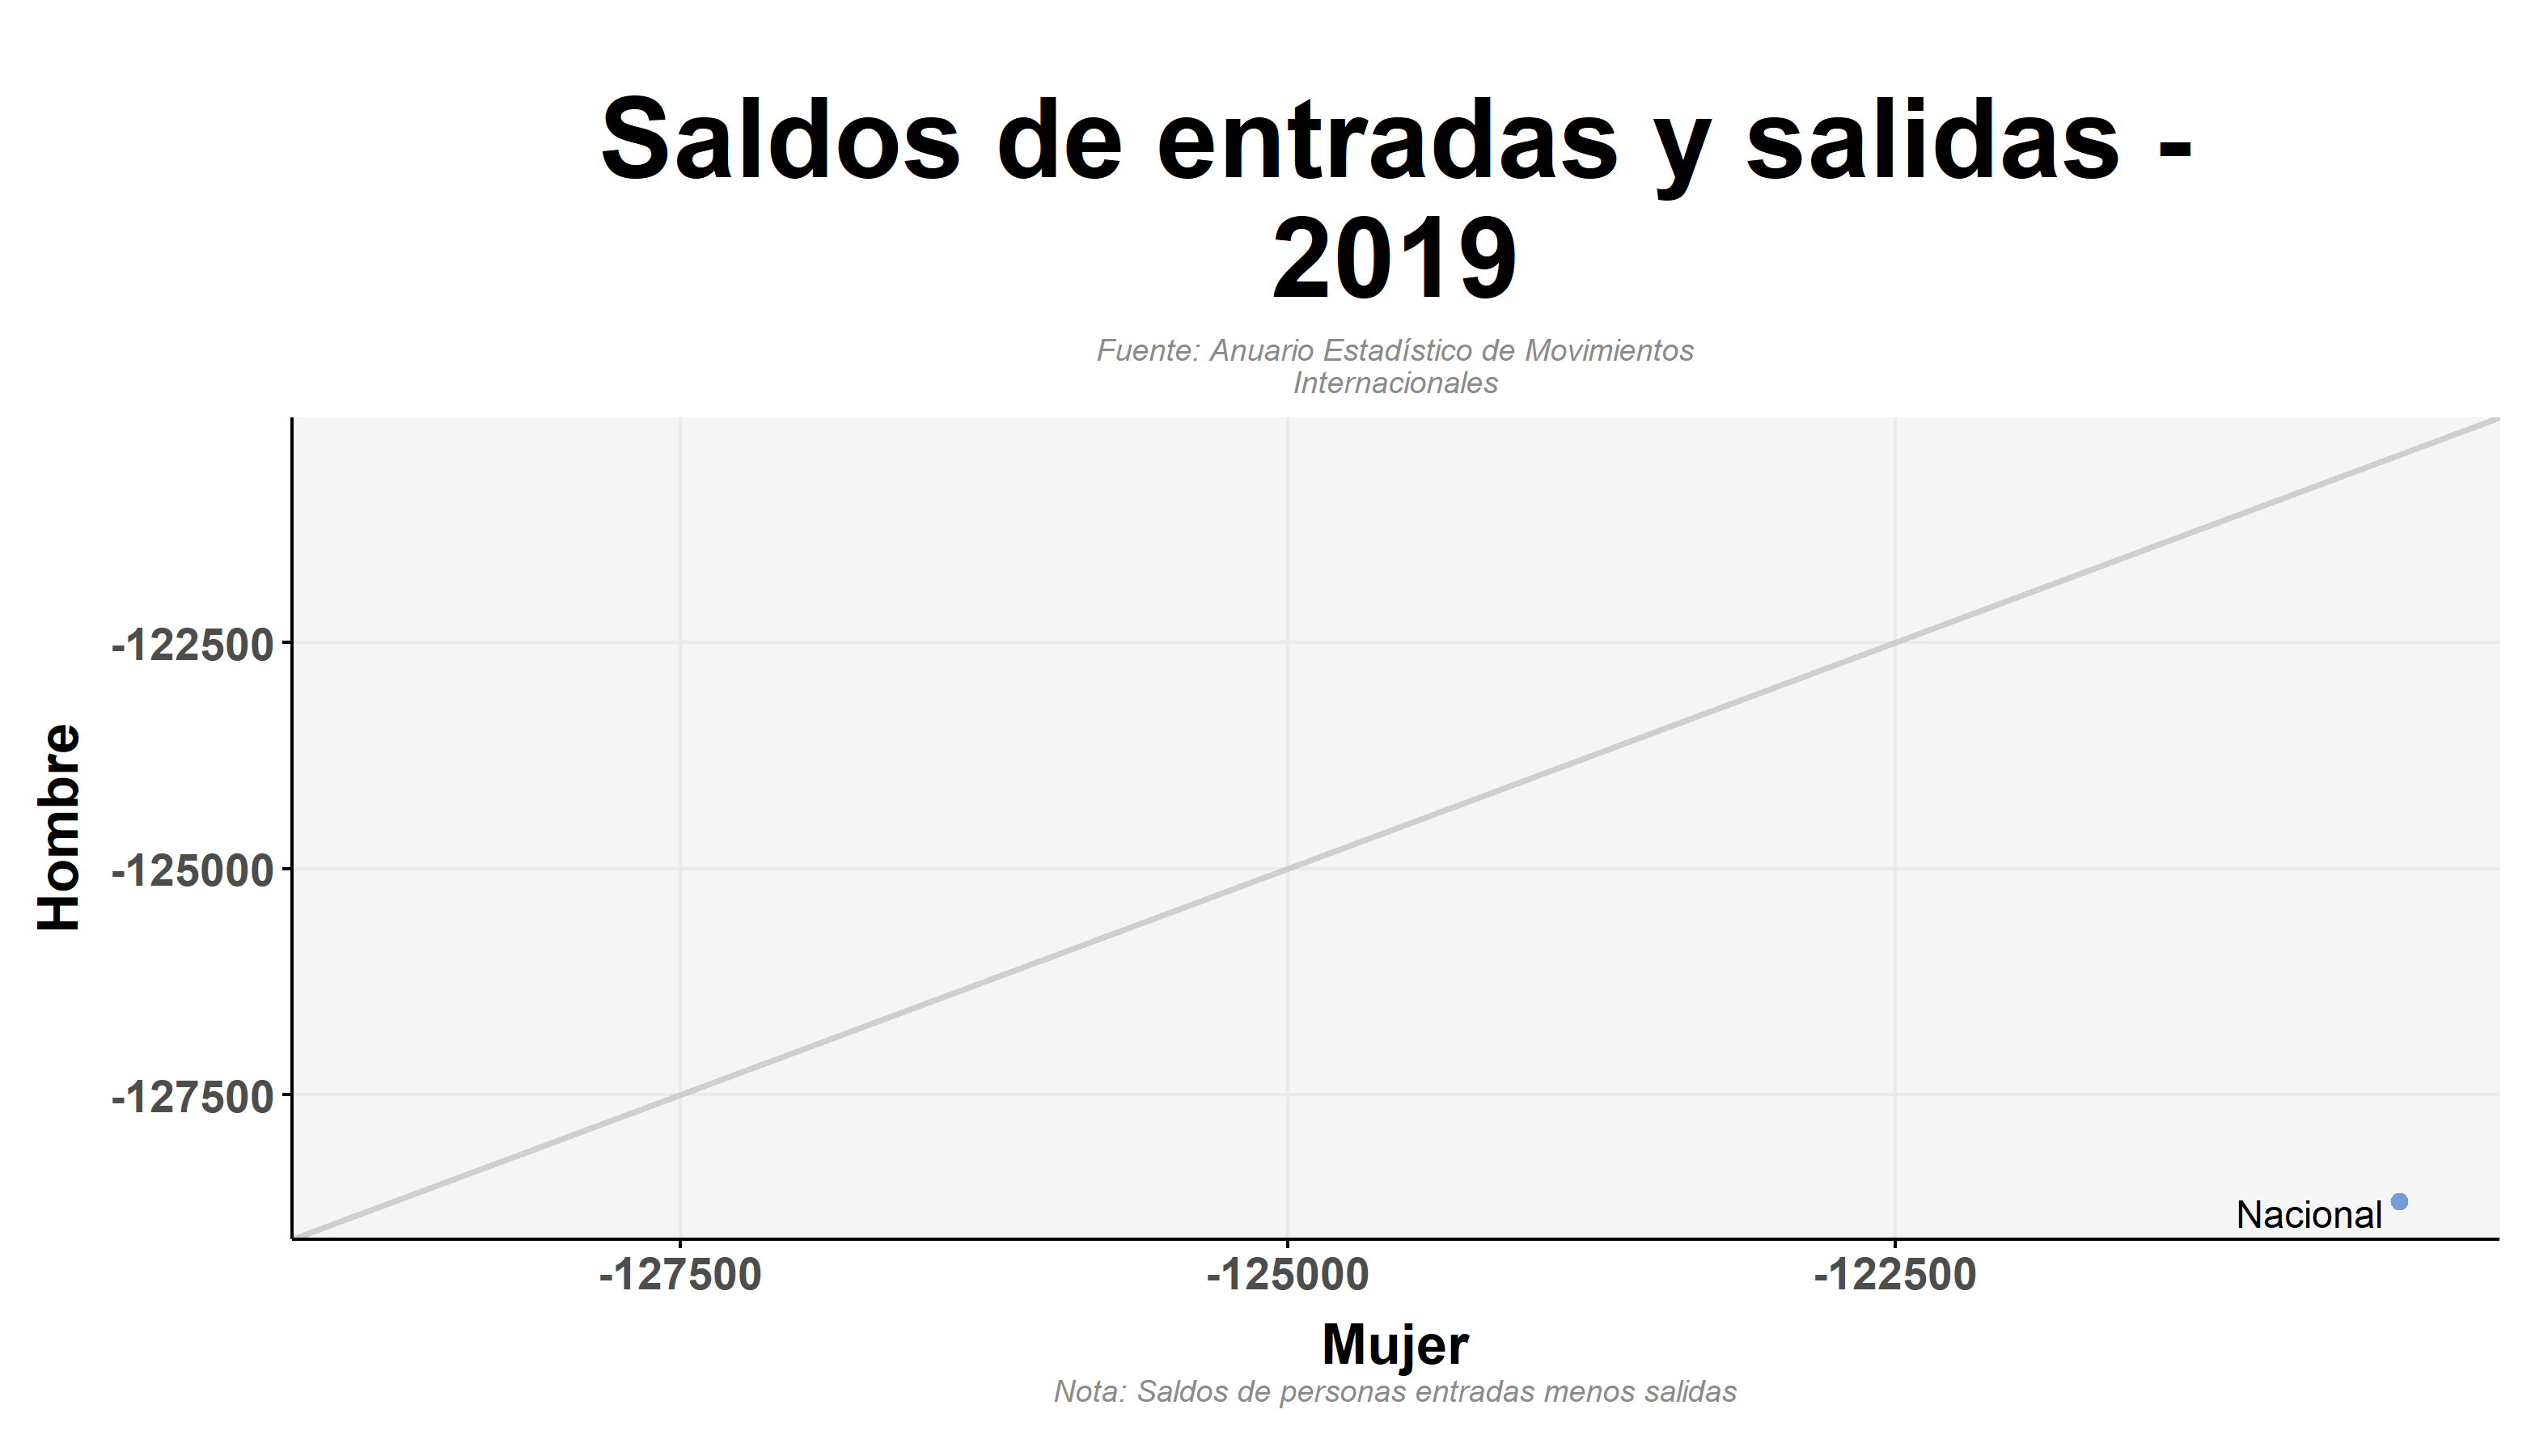 Saldos de entradas y salidas -
2019
Fuente: Anuario Estadístico de Movimientos
Internacionales
Hombre
-122500
-125000
-127500
Nacional
-127500
-125000
-122500
Mujer
Nota: Saldos de personas entradas menos salidas